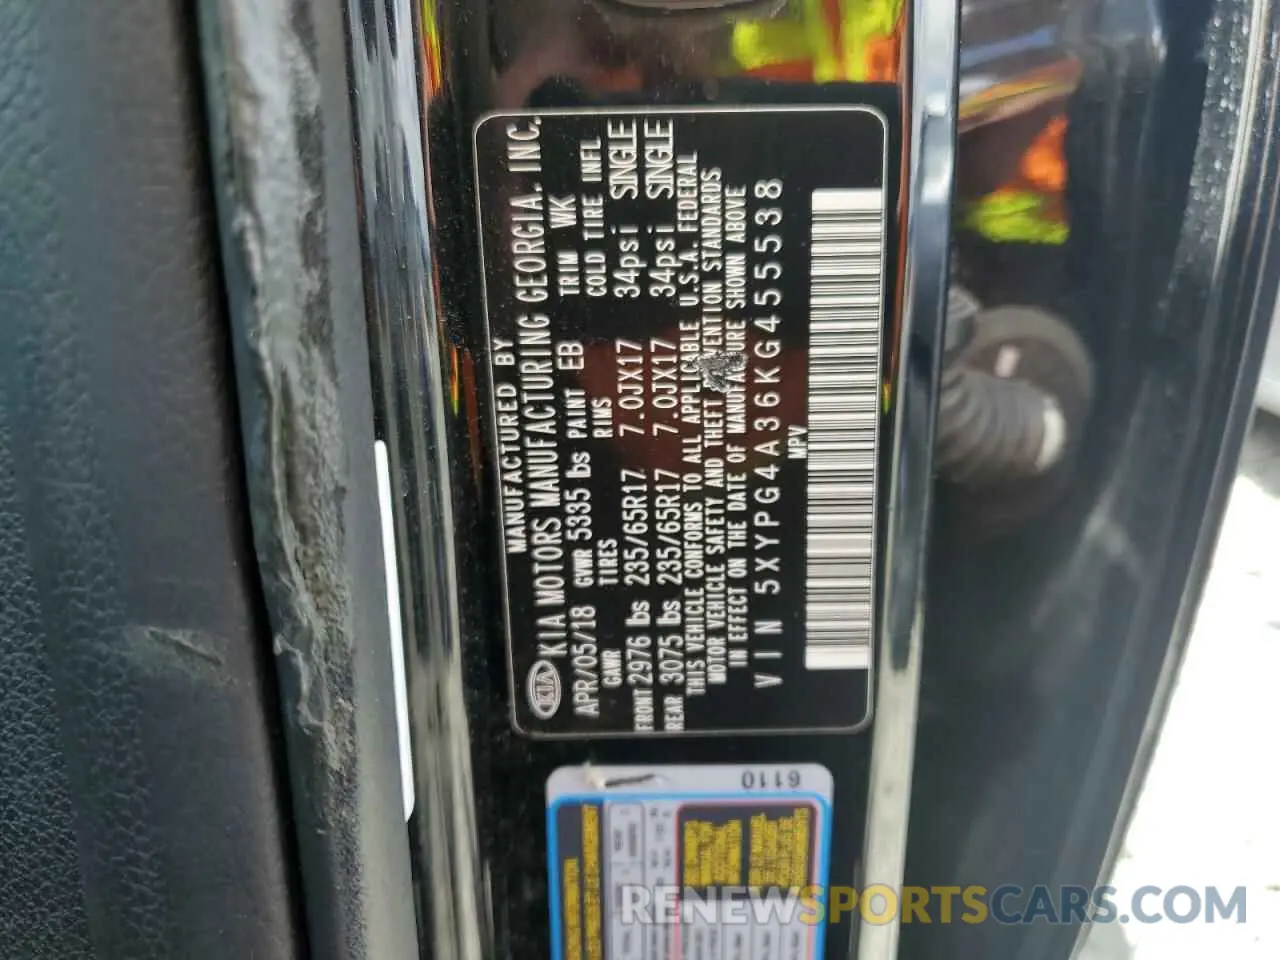 MANUFACTURED BY
KIA KIA MOTORS MANUFACTURING GEORGIA. INC.
APR/05/18 GVWR 5335 lbs PAINT EB TRIM WK
GAWR TIRES RIMS COLD TIRE INFL
FRONT 2976 lbs 235/65R17 7.0JX17 34psi SINGLE
REAR 3075 lbs 235/65R17 7.0JX17 34psi SINGLE
THIS VEHICLE CONFORMS TO ALL APPLICABLE U.S.A. FEDERAL
MOTOR VEHICLE SAFETY AND THEFT PREVENTION STANDARDS
IN EFFECT ON THE DATE OF MANUFACTURE SHOWN ABOVE
VIN 5XYPG4A36KG455538
MPV
6110
RENEWSPORTSCARS.COM